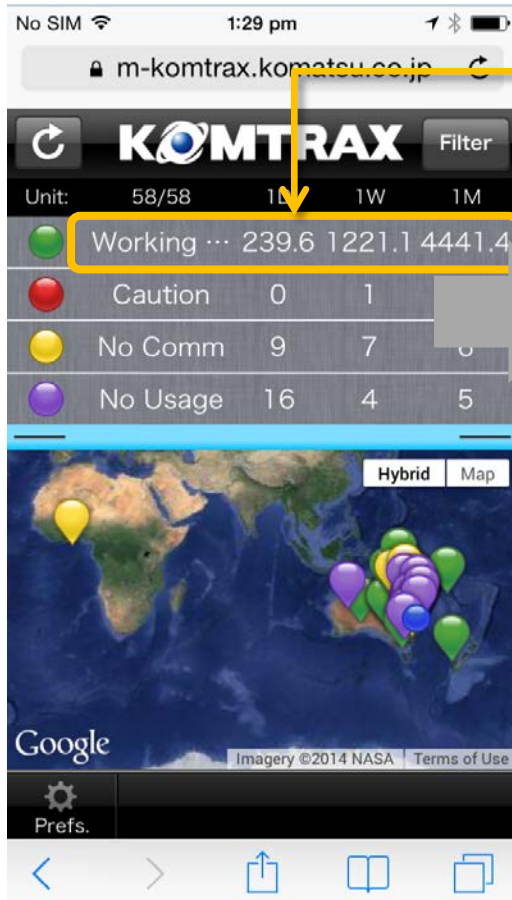 No SIM 1:29 pm
m-komtrax.komatsu.co.jp
KOMTRAX Filter
Unit: 58/58 1D 1W 1M
Working ··· 239.6 1221.1 4441.4
Caution 0 1
No Comm 9 7
No Usage 16 4 5
Hybrid Map
Google Imagery ©2014 NASA Terms of Use
Prefs.